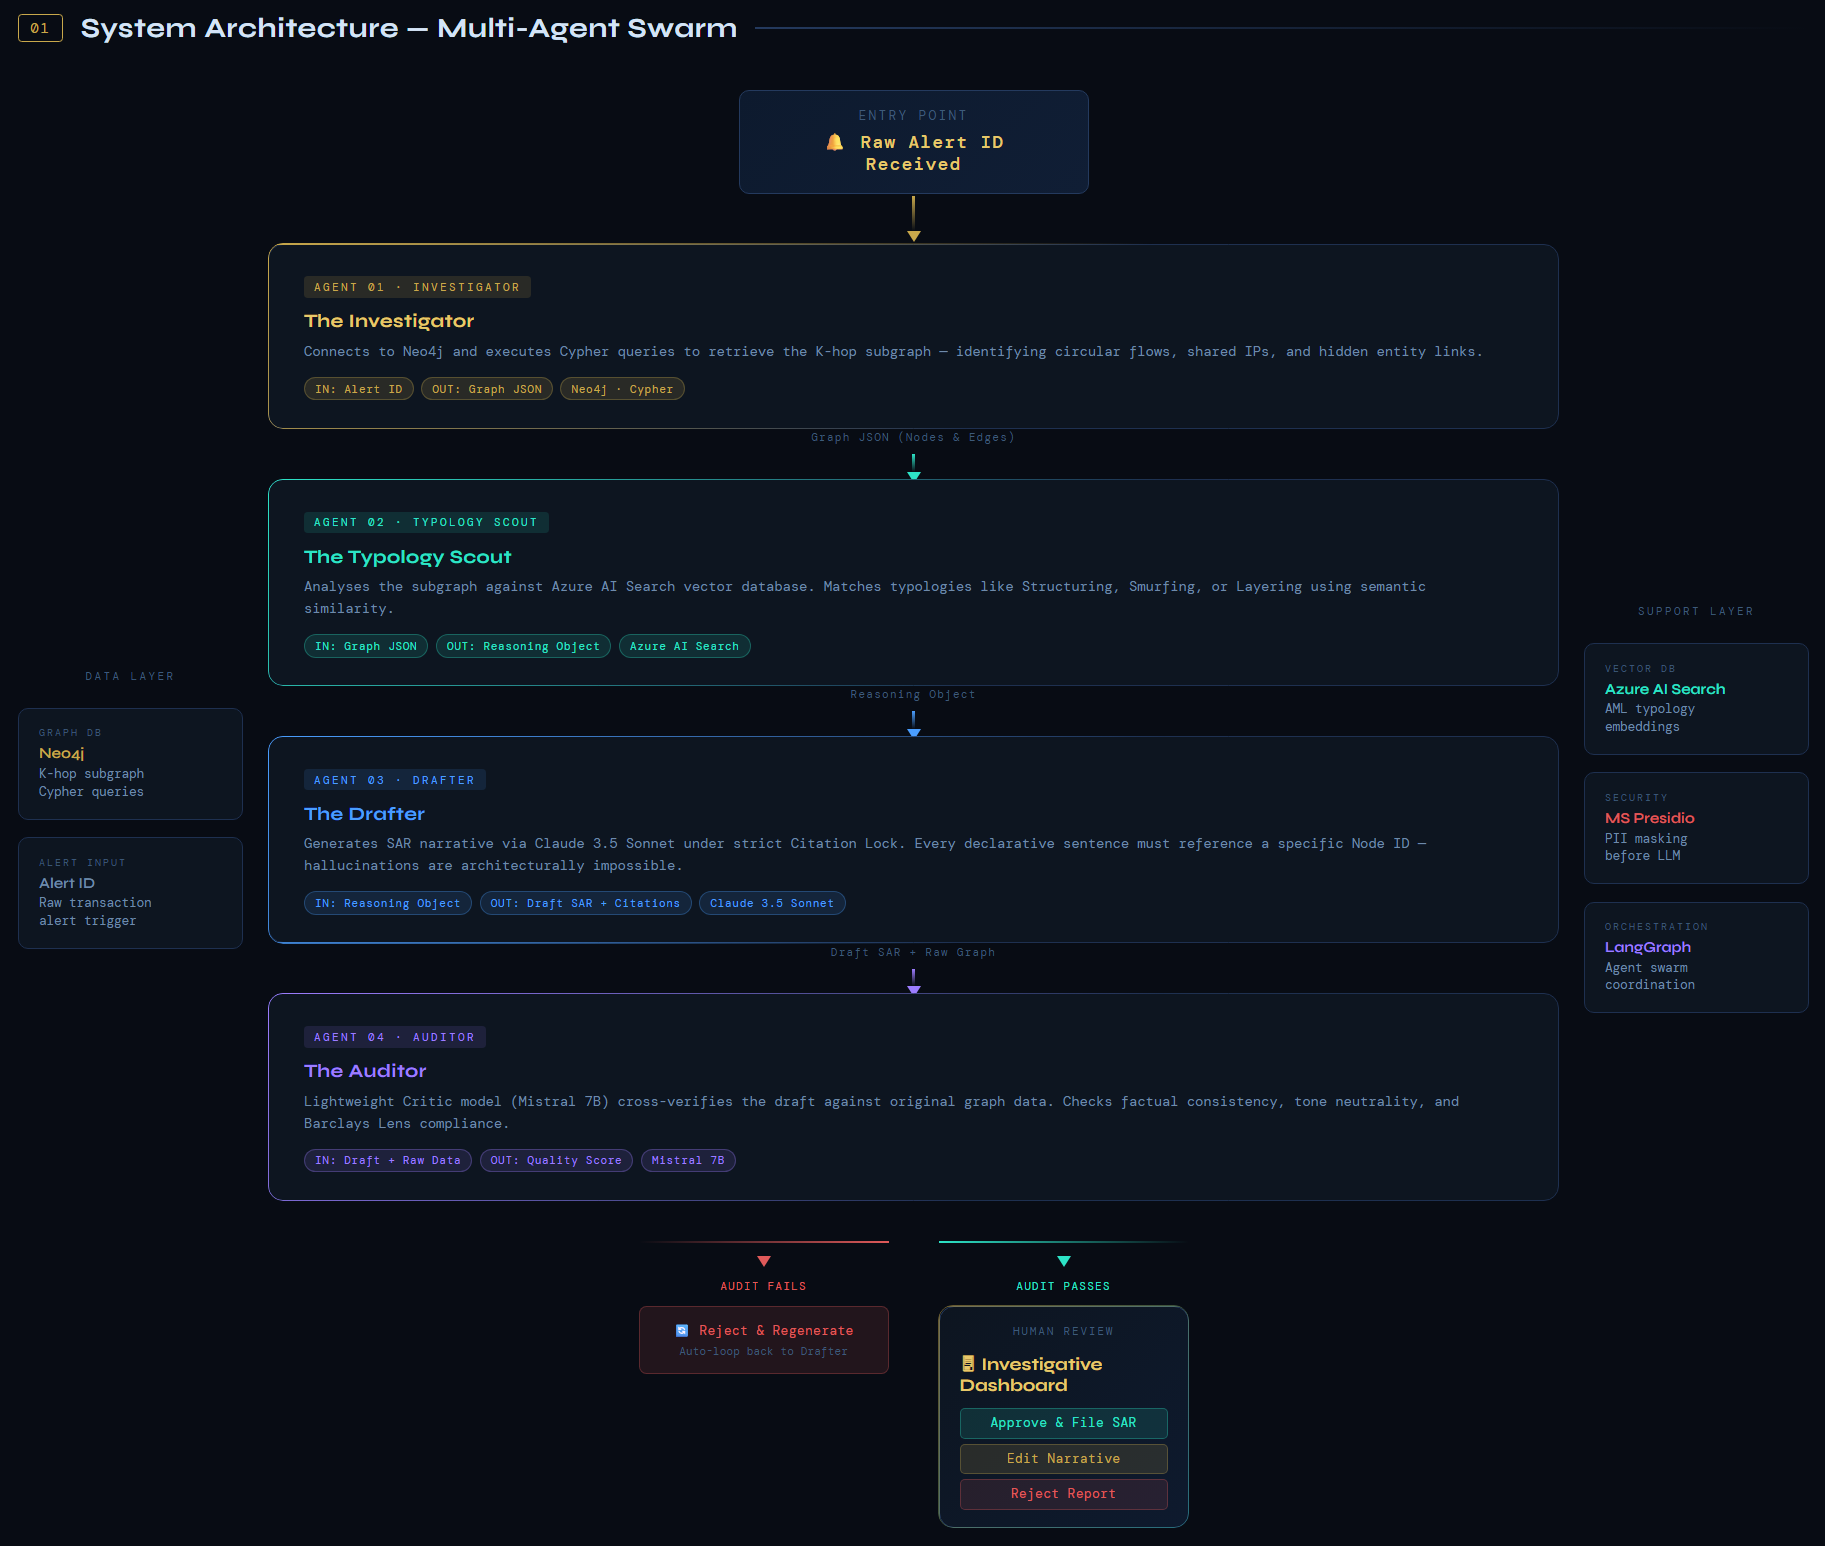 01
System Architecture — Multi-Agent Swarm
ENTRY POINT
🔔 Raw Alert ID
Received
AGENT 01 · INVESTIGATOR
The Investigator
Connects to Neo4j and executes Cypher queries to retrieve the K-hop subgraph — identifying circular flows, shared IPs, and hidden entity links.
IN: Alert ID
OUT: Graph JSON
Neo4j · Cypher
Graph JSON (Nodes & Edges)
AGENT 02 · TYPOLOGY SCOUT
The Typology Scout
Analyses the subgraph against Azure AI Search vector database. Matches typologies like Structuring, Smurfing, or Layering using semantic
similarity.
IN: Graph JSON
OUT: Reasoning Object
Azure AI Search
Reasoning Object
AGENT 03 · DRAFTER
The Drafter
Generates SAR narrative via Claude 3.5 Sonnet under strict Citation Lock. Every declarative sentence must reference a specific Node ID —
hallucinations are architecturally impossible.
IN: Reasoning Object
OUT: Draft SAR + Citations
Claude 3.5 Sonnet
Draft SAR + Raw Graph
AGENT 04 · AUDITOR
The Auditor
Lightweight Critic model (Mistral 7B) cross-verifies the draft against original graph data. Checks factual consistency, tone neutrality, and
Barclays Lens compliance.
IN: Draft + Raw Data
OUT: Quality Score
Mistral 7B
DATA LAYER
GRAPH DB
Neo4j
K-hop subgraph
Cypher queries
ALERT INPUT
Alert ID
Raw transaction
alert trigger
SUPPORT LAYER
VECTOR DB
Azure AI Search
AML typology
embeddings
SECURITY
MS Presidio
PII masking
before LLM
ORCHESTRATION
LangGraph
Agent swarm
coordination
AUDIT FAILS
Reject & Regenerate
Auto-loop back to Drafter
AUDIT PASSES
HUMAN REVIEW
Investigative
Dashboard
Approve & File SAR
Edit Narrative
Reject Report